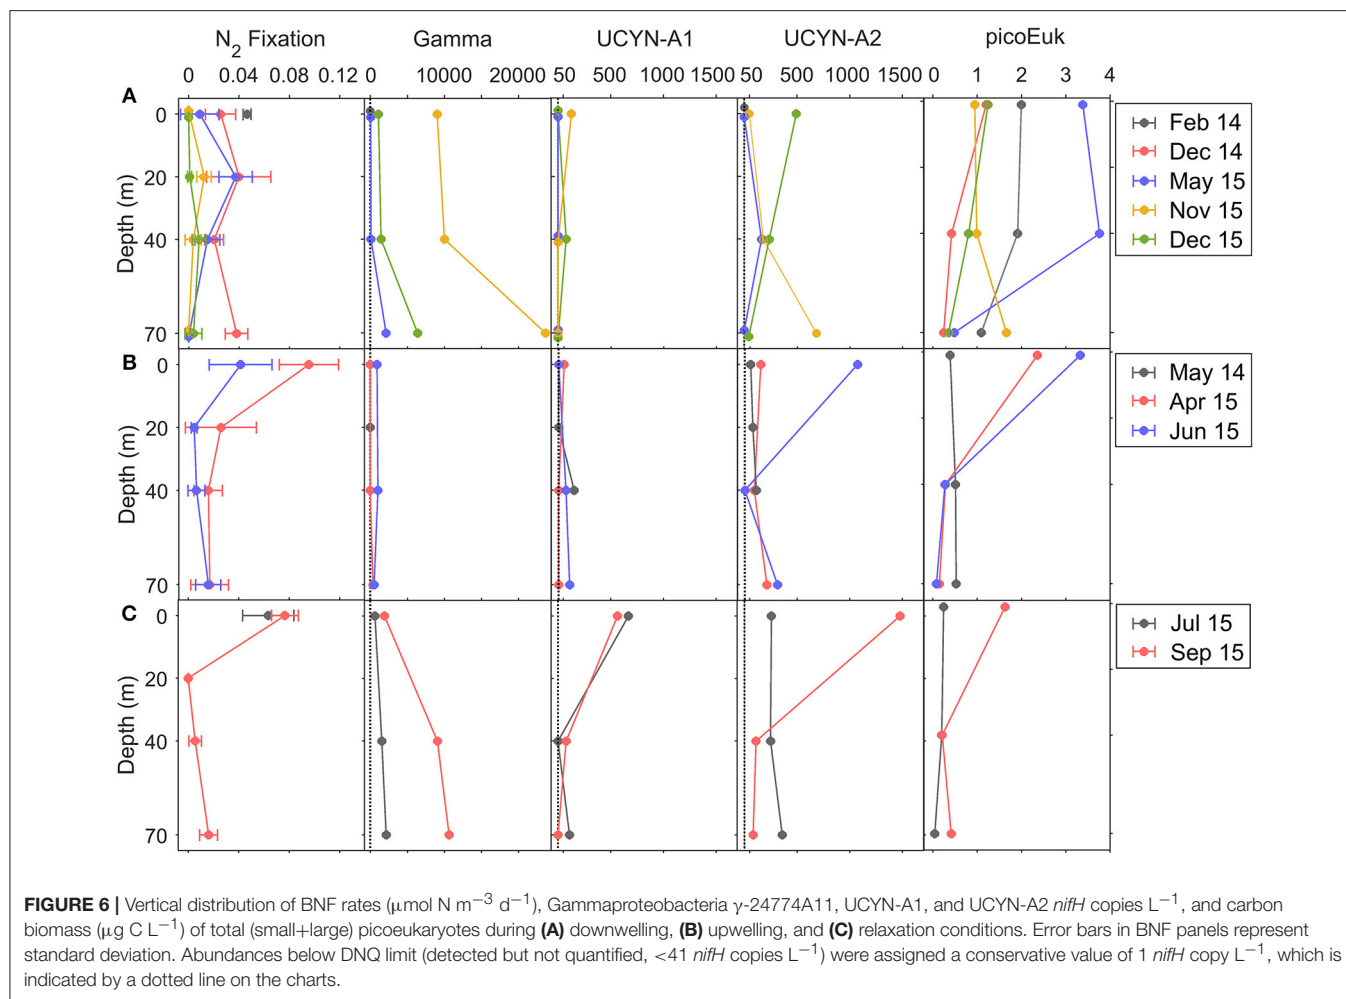 N2 Fixation Gamma UCYN-A1 UCYN-A2 picoEuk
0 0.04 0.08 0.12 0 10000 20000 50 500 1000 1500 50 500 1000 1500 0 1 2 3 4
A
0
20
40
70
Depth (m)
Feb 14
Dec 14
May 15
Nov 15
Dec 15
B
0
20
40
70
Depth (m)
May 14
Apr 15
Jun 15
C
0
20
40
70
Depth (m)
Jul 15
Sep 15
FIGURE 6 | Vertical distribution of BNF rates (μmol N m−3 d−1), Gammaproteobacteria γ-24774A11, UCYN-A1, and UCYN-A2 nifH copies L−1, and carbon
biomass (μg C L−1) of total (small+large) picoeukaryotes during (A) downwelling, (B) upwelling, and (C) relaxation conditions. Error bars in BNF panels represent
standard deviation. Abundances below DNQ limit (detected but not quantified, <41 nifH copies L−1) were assigned a conservative value of 1 nifH copy L−1, which is
indicated by a dotted line on the charts.